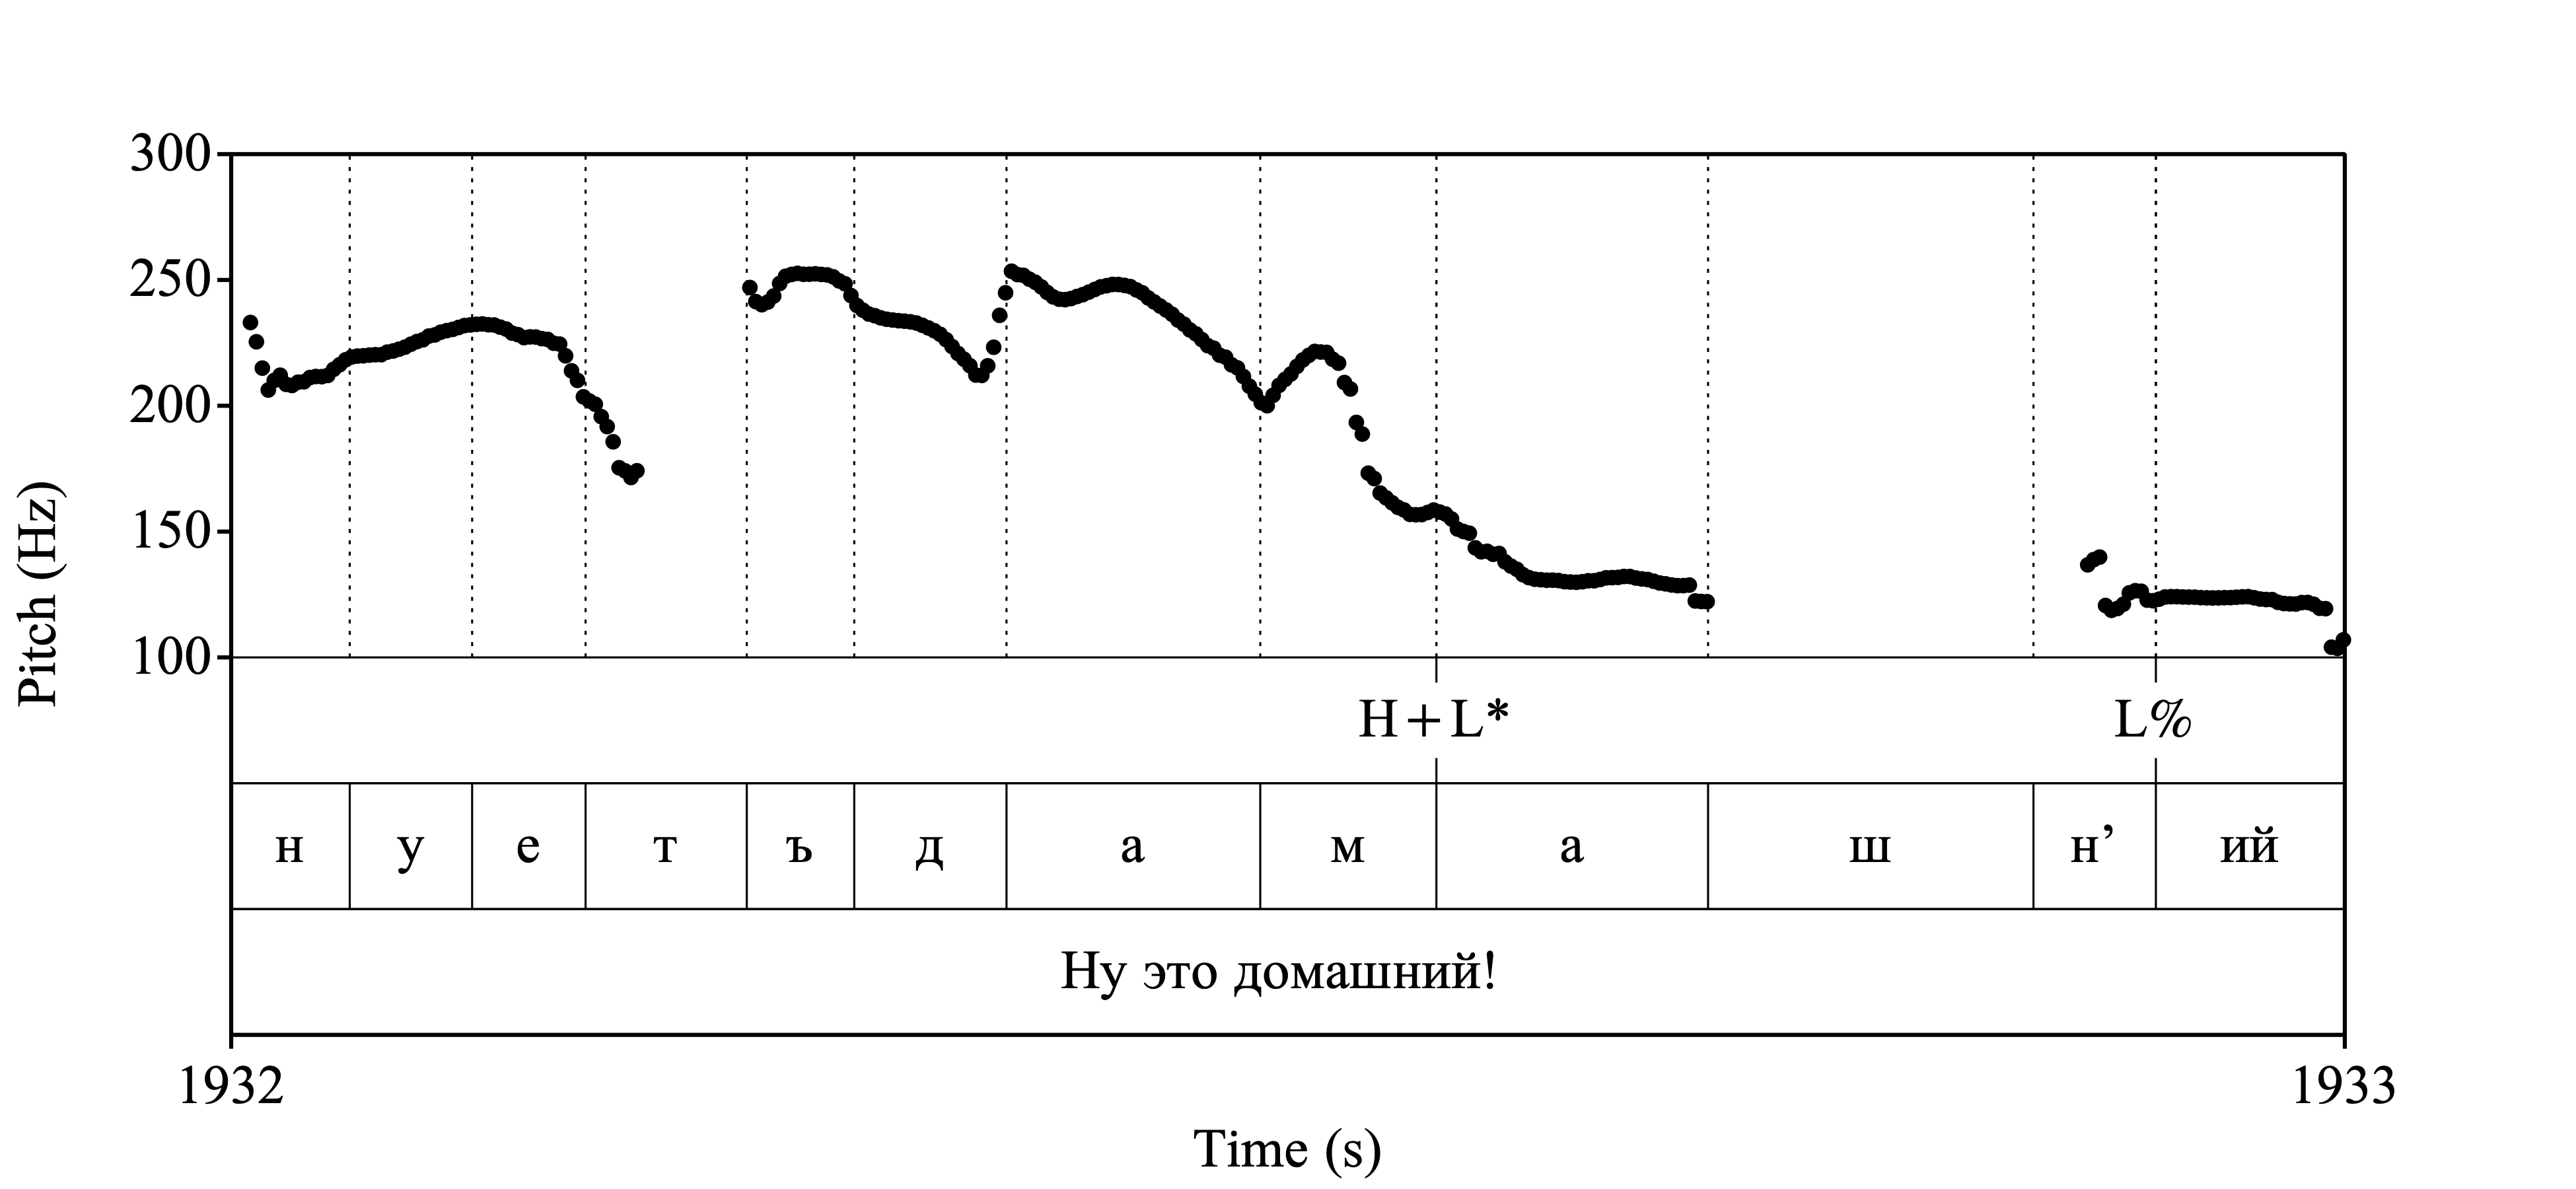 300
250
200
150
100
Pitch (Hz)
H+L* L%
н у е т ъ д а м а ш н’ ий
Ну это домашний!
1932 1933
Time (s)